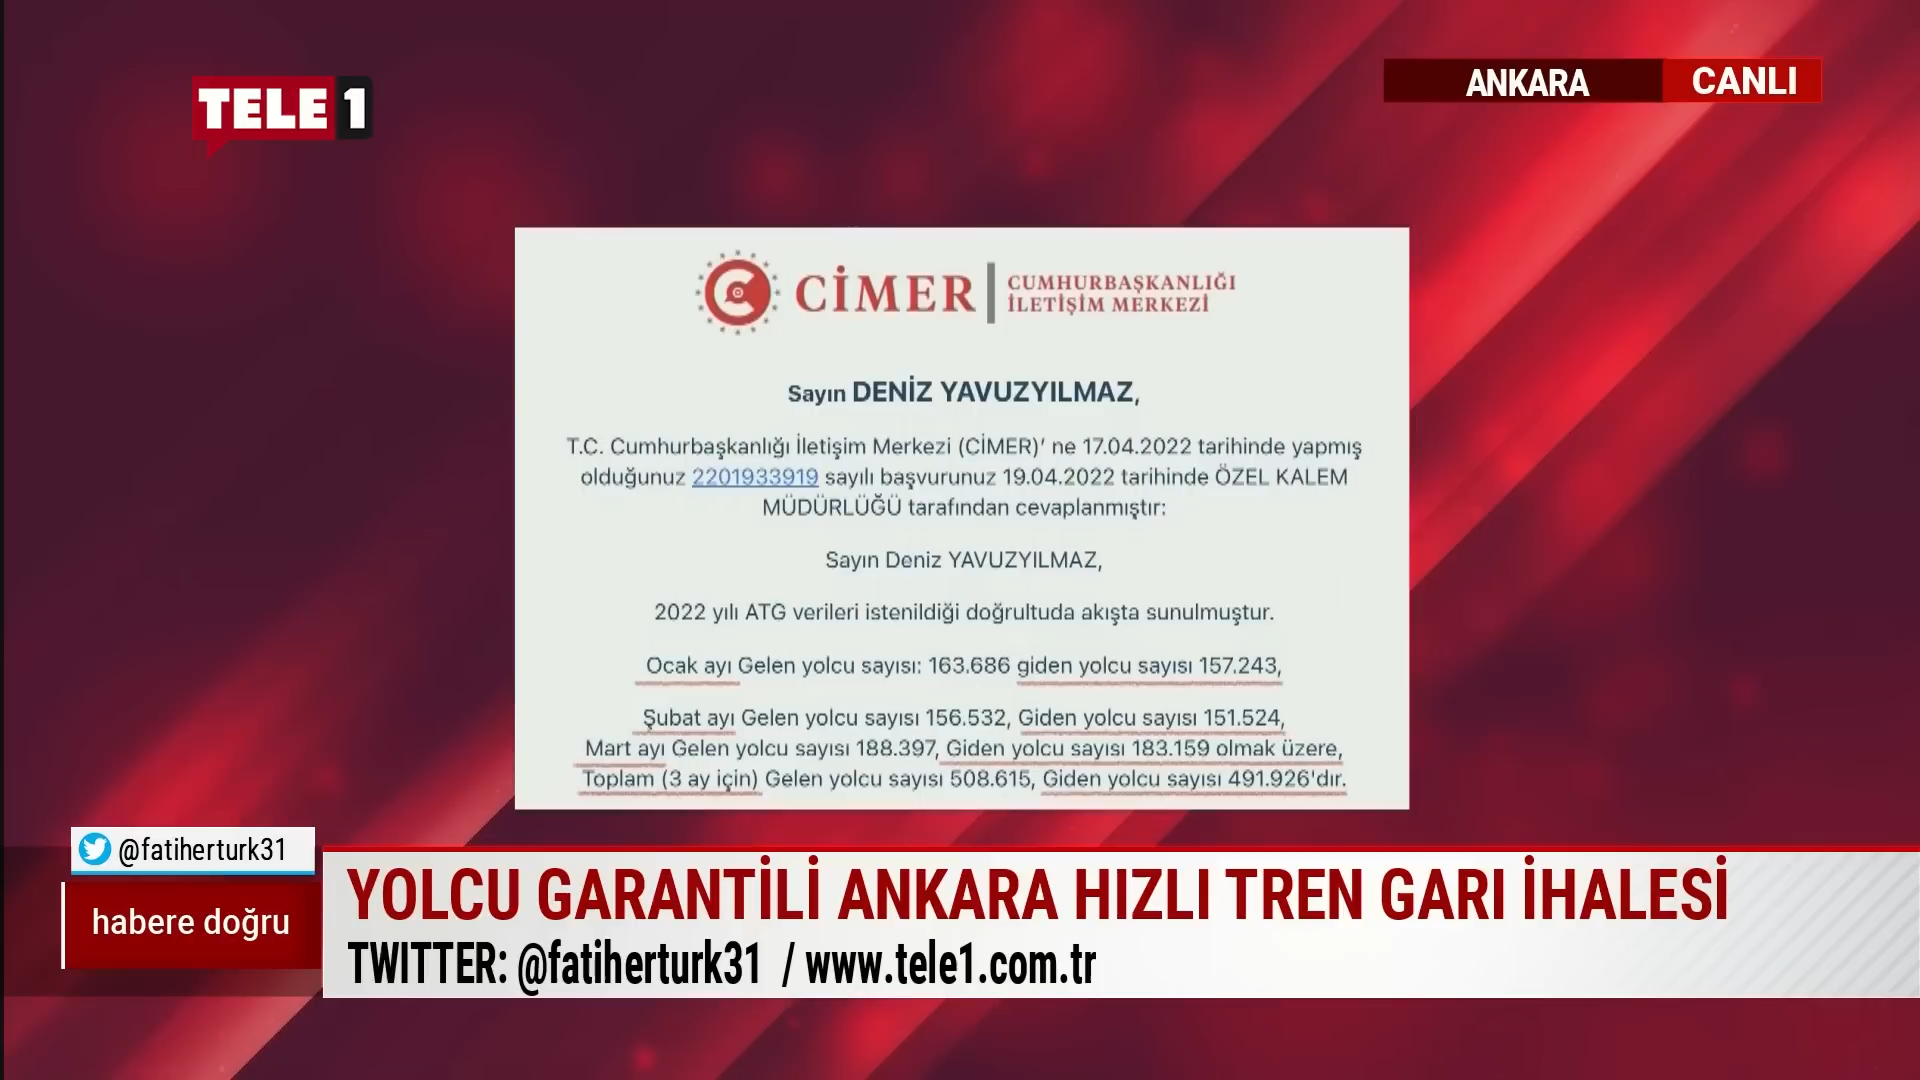 TELE 1
ANKARA CANLI
CİMER CUMHURBAŞKANLIĞI
İLETİŞİM MERKEZİ
Sayın DENİZ YAVUZYILMAZ,
T.C. Cumhurbaşkanlığı İletişim Merkezi (CİMER)’ ne 17.04.2022 tarihinde yapmış
olduğunuz 2201933919 sayılı başvurunuz 19.04.2022 tarihinde ÖZEL KALEM
MÜDÜRLÜĞÜ tarafından cevaplanmıştır:
Sayın Deniz YAVUZYILMAZ,
2022 yılı ATG verileri istenildiği doğrultuda akışta sunulmuştur.
Ocak ayı Gelen yolcu sayısı: 163.686 giden yolcu sayısı 157.243,
Şubat ayı Gelen yolcu sayısı 156.532, Giden yolcu sayısı 151.524,
Mart ayı Gelen yolcu sayısı 188.397, Giden yolcu sayısı 183.159 olmak üzere,
Toplam (3 ay için) Gelen yolcu sayısı 508.615, Giden yolcu sayısı 491.926'dır.
@fatiherturk31
habere doğru
YOLCU GARANTİLİ ANKARA HIZLI TREN GARI İHALESİ
TWITTER: @fatiherturk31 / www.tele1.com.tr